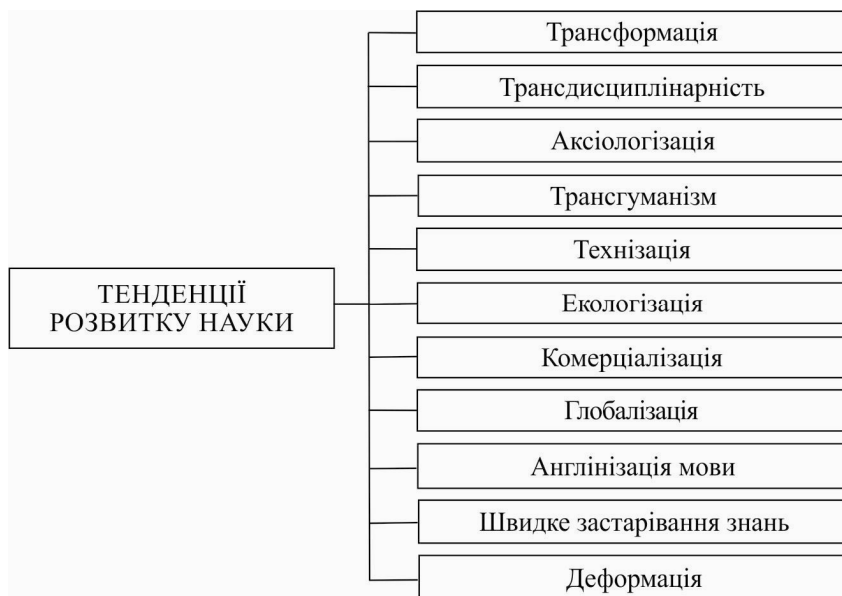 ТЕНДЕНЦІЇ
РОЗВИТКУ НАУКИ
Трансформація
Трансдисциплінарність
Аксіологізація
Трансгуманізм
Технізація
Екологізація
Комерціалізація
Глобалізація
Англінізація мови
Швидке застарівання знань
Деформація